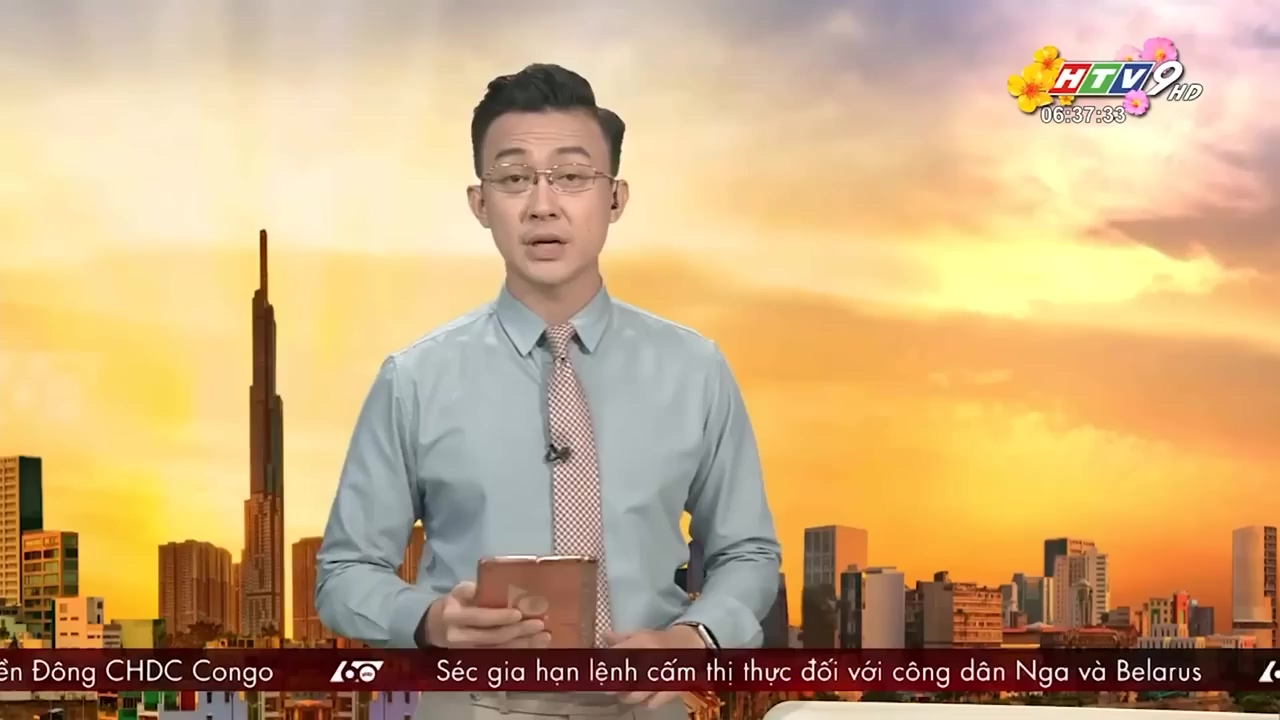 HTV9
HD
06:37:33
ền Đông CHDC Congo
60
Séc gia hạn lệnh cấm thị thực đối với công dân Nga và Belarus